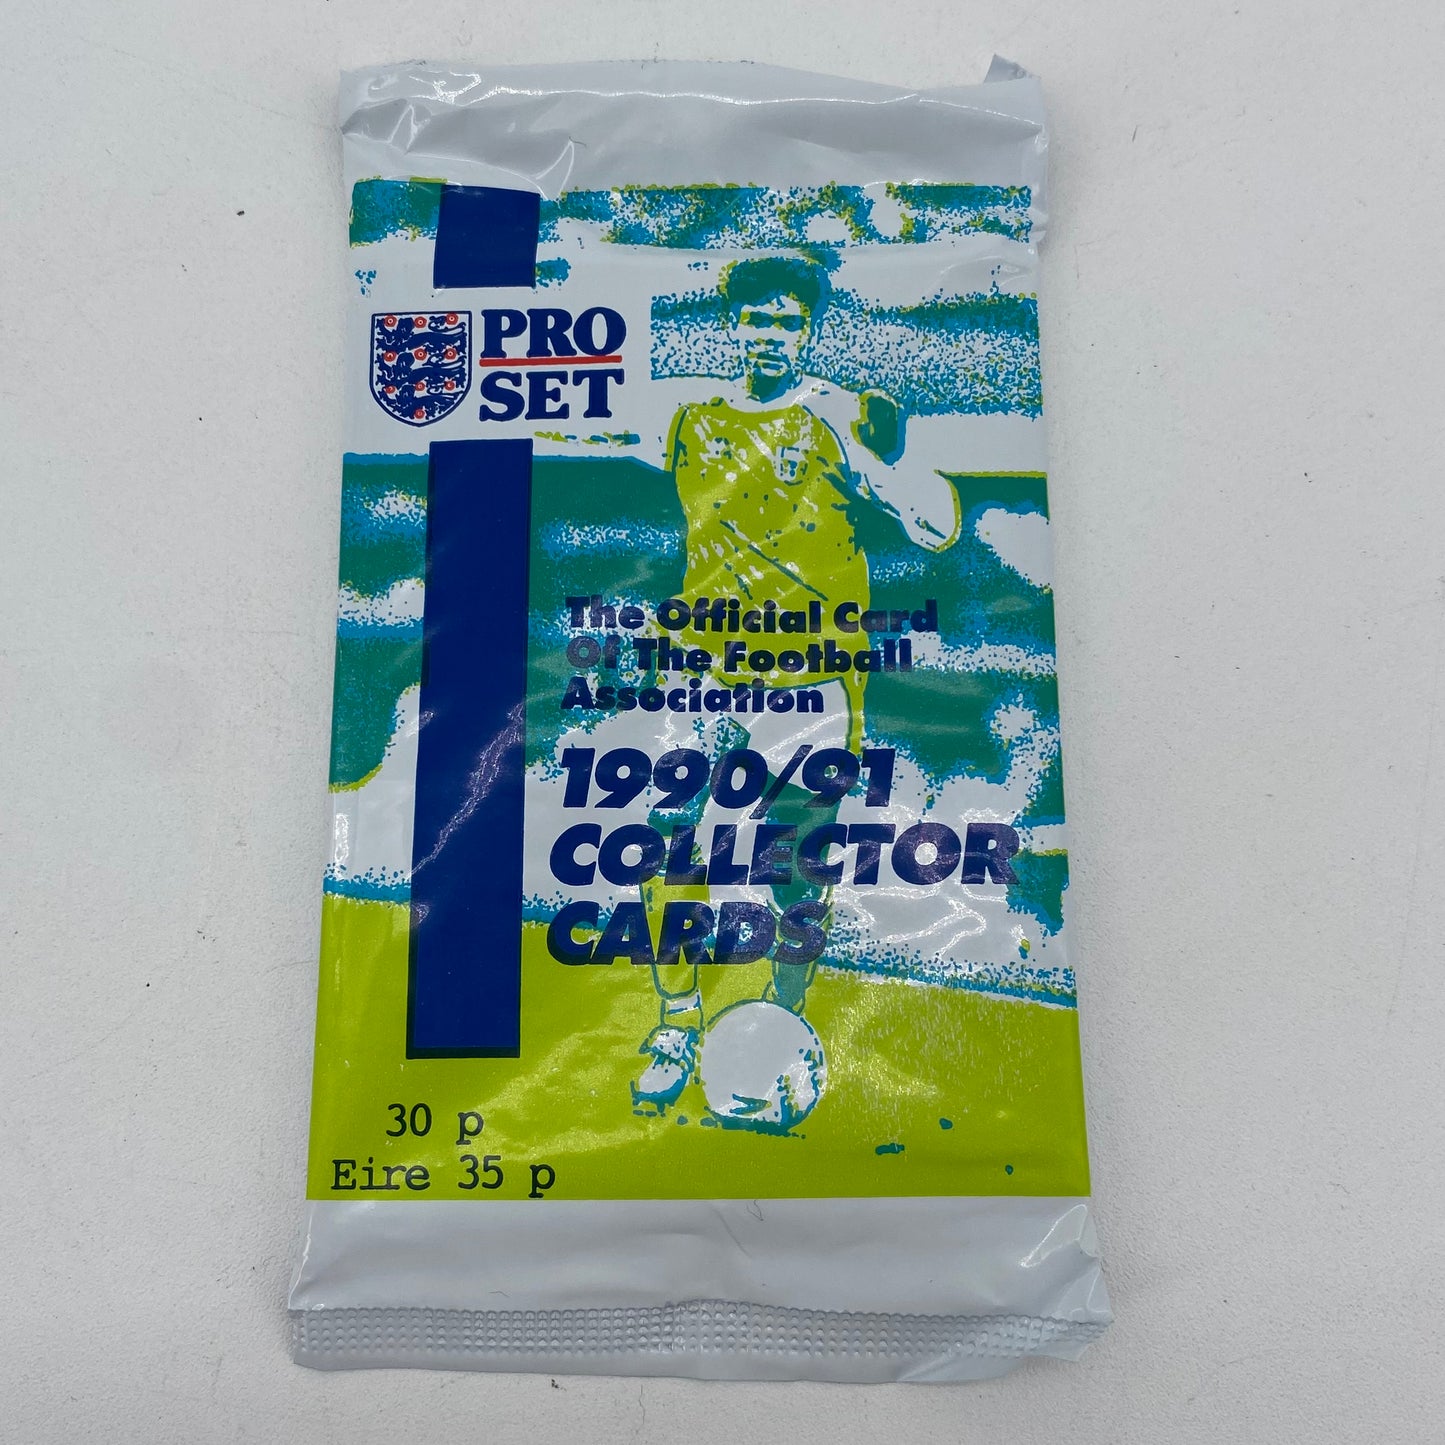 PRO
SET
The Official Card
Of The Football
Association
1990/91
COLLECTOR
CARDS
30 p
Eire 35 p